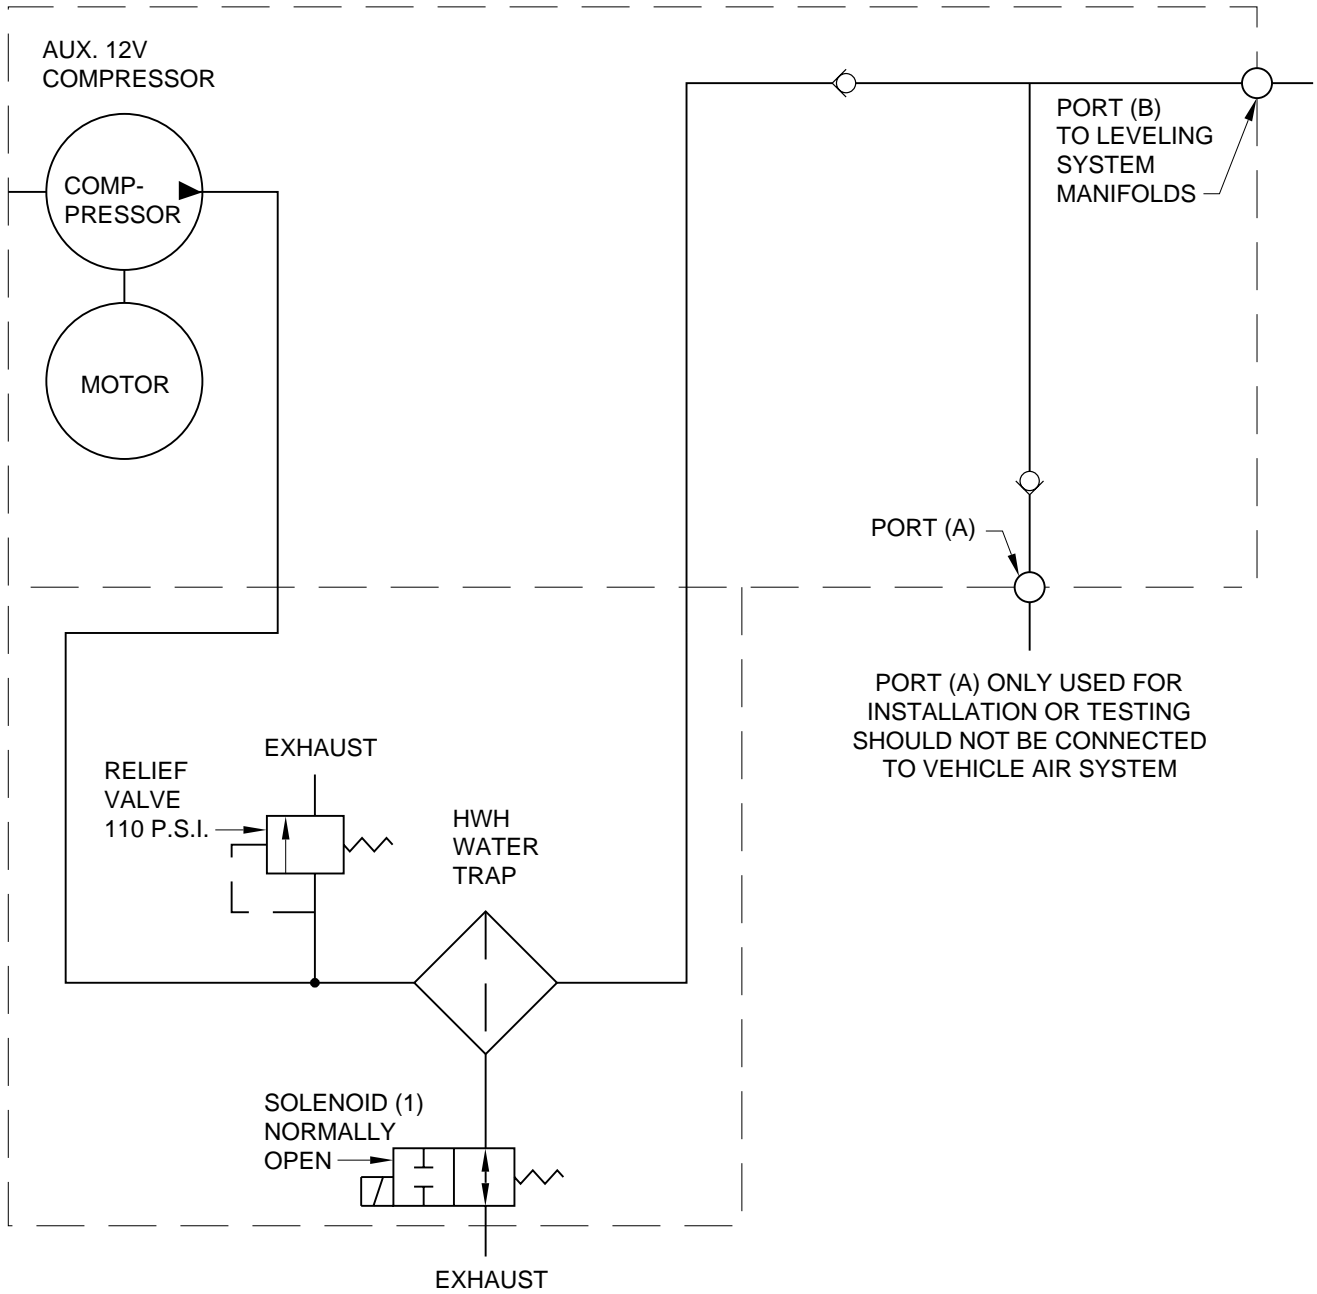 AUX. 12V
COMPRESSOR
COMP-
PRESSOR
MOTOR
PORT (B)
TO LEVELING
SYSTEM
MANIFOLDS
PORT (A)
PORT (A) ONLY USED FOR
INSTALLATION OR TESTING
SHOULD NOT BE CONNECTED
TO VEHICLE AIR SYSTEM
EXHAUST
RELIEF
VALVE
110 P.S.I.
HWH
WATER
TRAP
SOLENOID (1)
NORMALLY
OPEN
EXHAUST